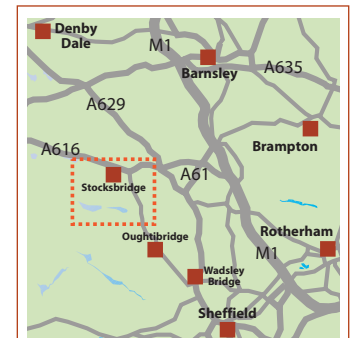 Denby
Dale
M1
Barnsley
A635
A629
A616
Brampton
A61
Stocksbridge
Oughtibridge
Rotherham
M1
Wadsley
Bridge
Sheffield